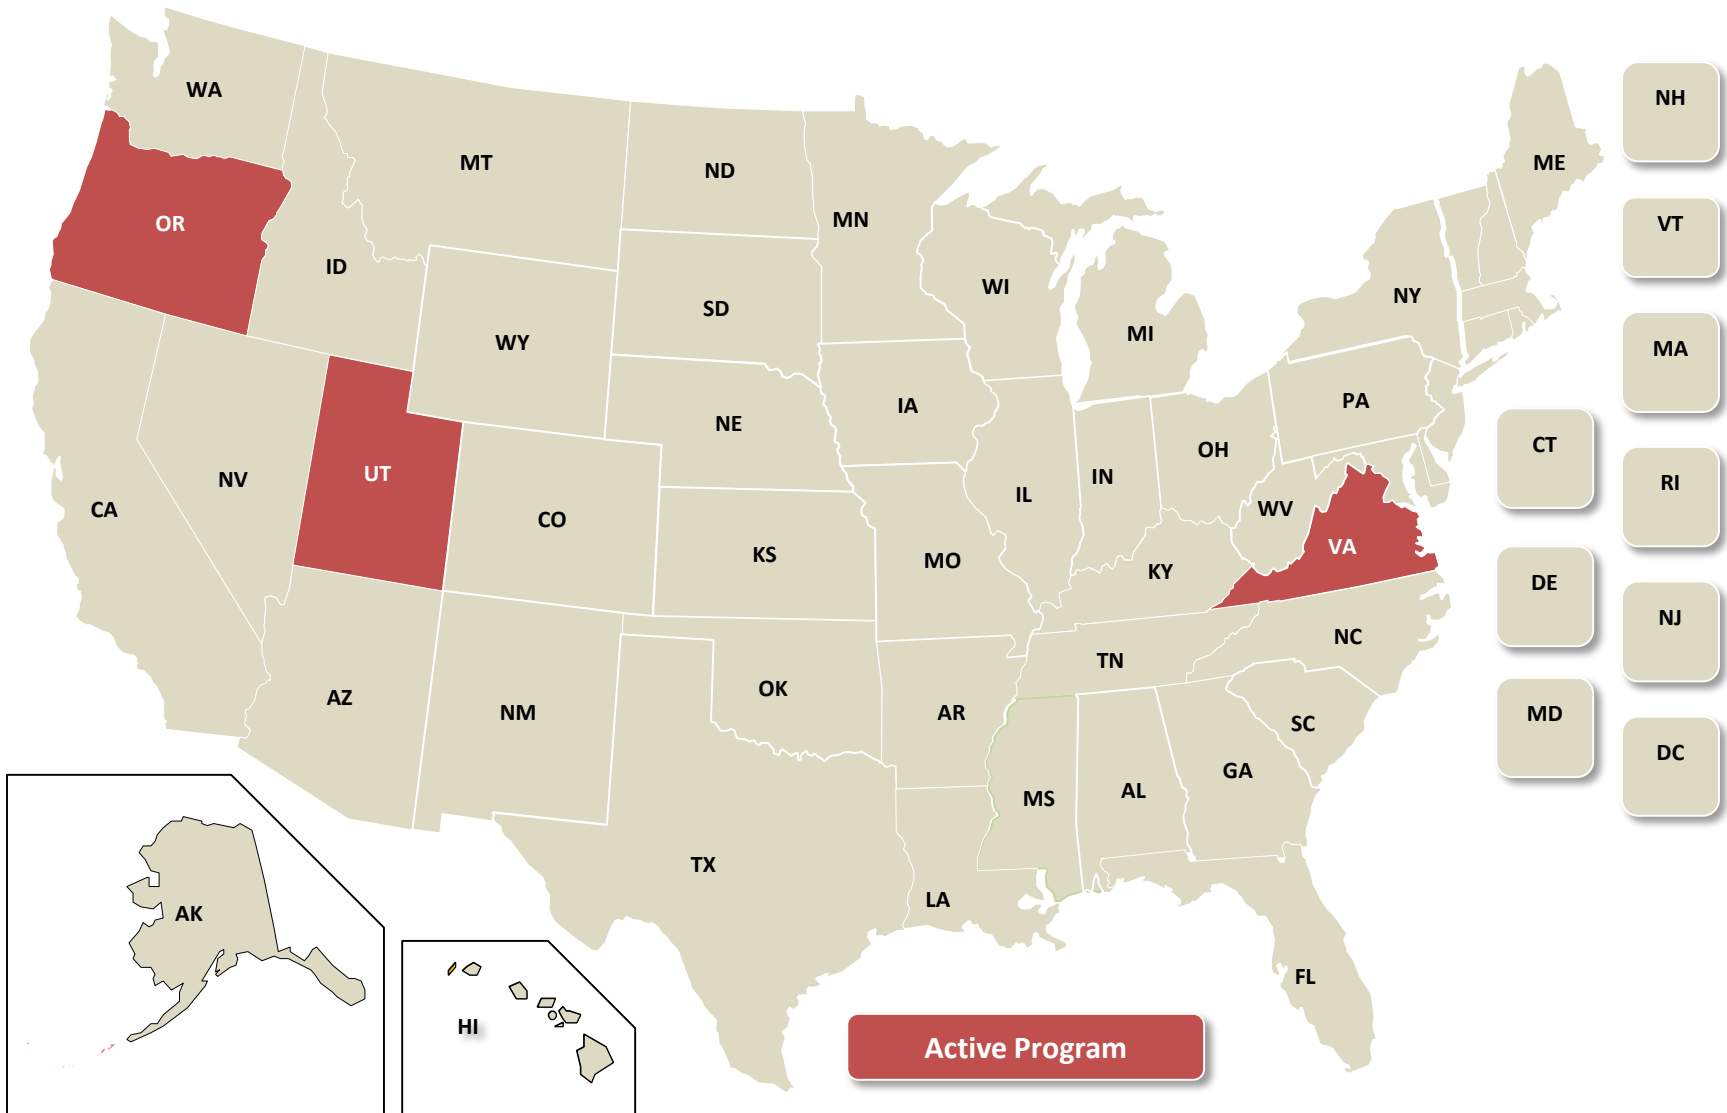 WA
MT
ND
MN
ME
NH
VT
OR
ID
SD
WY
WI
MI
NY
MA
PA
IA
NE
OH
CT
RI
NV
UT
CA
CO
KS
MO
IL
IN
WV
VA
KY
DE
NJ
NC
TN
AZ
NM
OK
AR
SC
MD
DC
MS
AL
GA
TX
LA
AK
HI
FL
Active Program